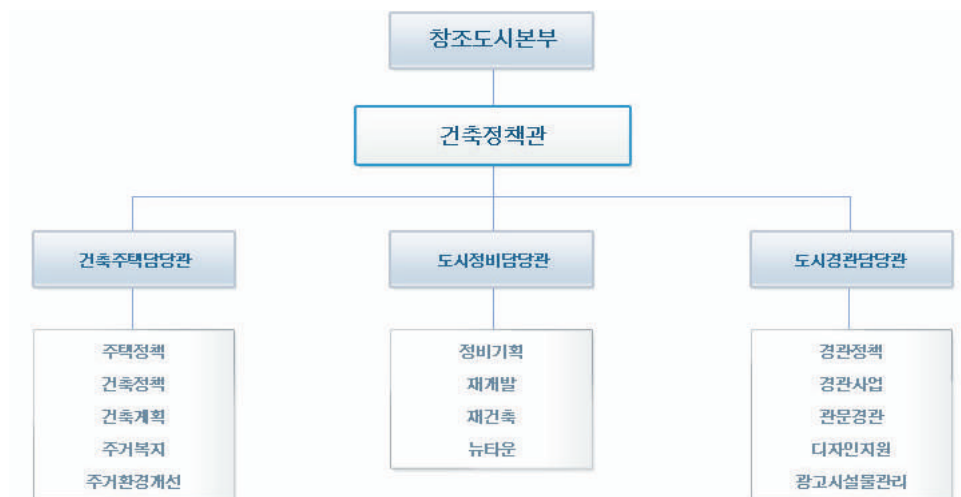 창조도시본부
건축정책관
건축주택담당관
도시정비담당관
도시경관담당관
주택정책
건축정책
건축계획
주거복지
주거환경개선
정비기획
재개발
재건축
뉴타운
경관정책
경관사업
관문경관
디자인지원
광고시설물관리